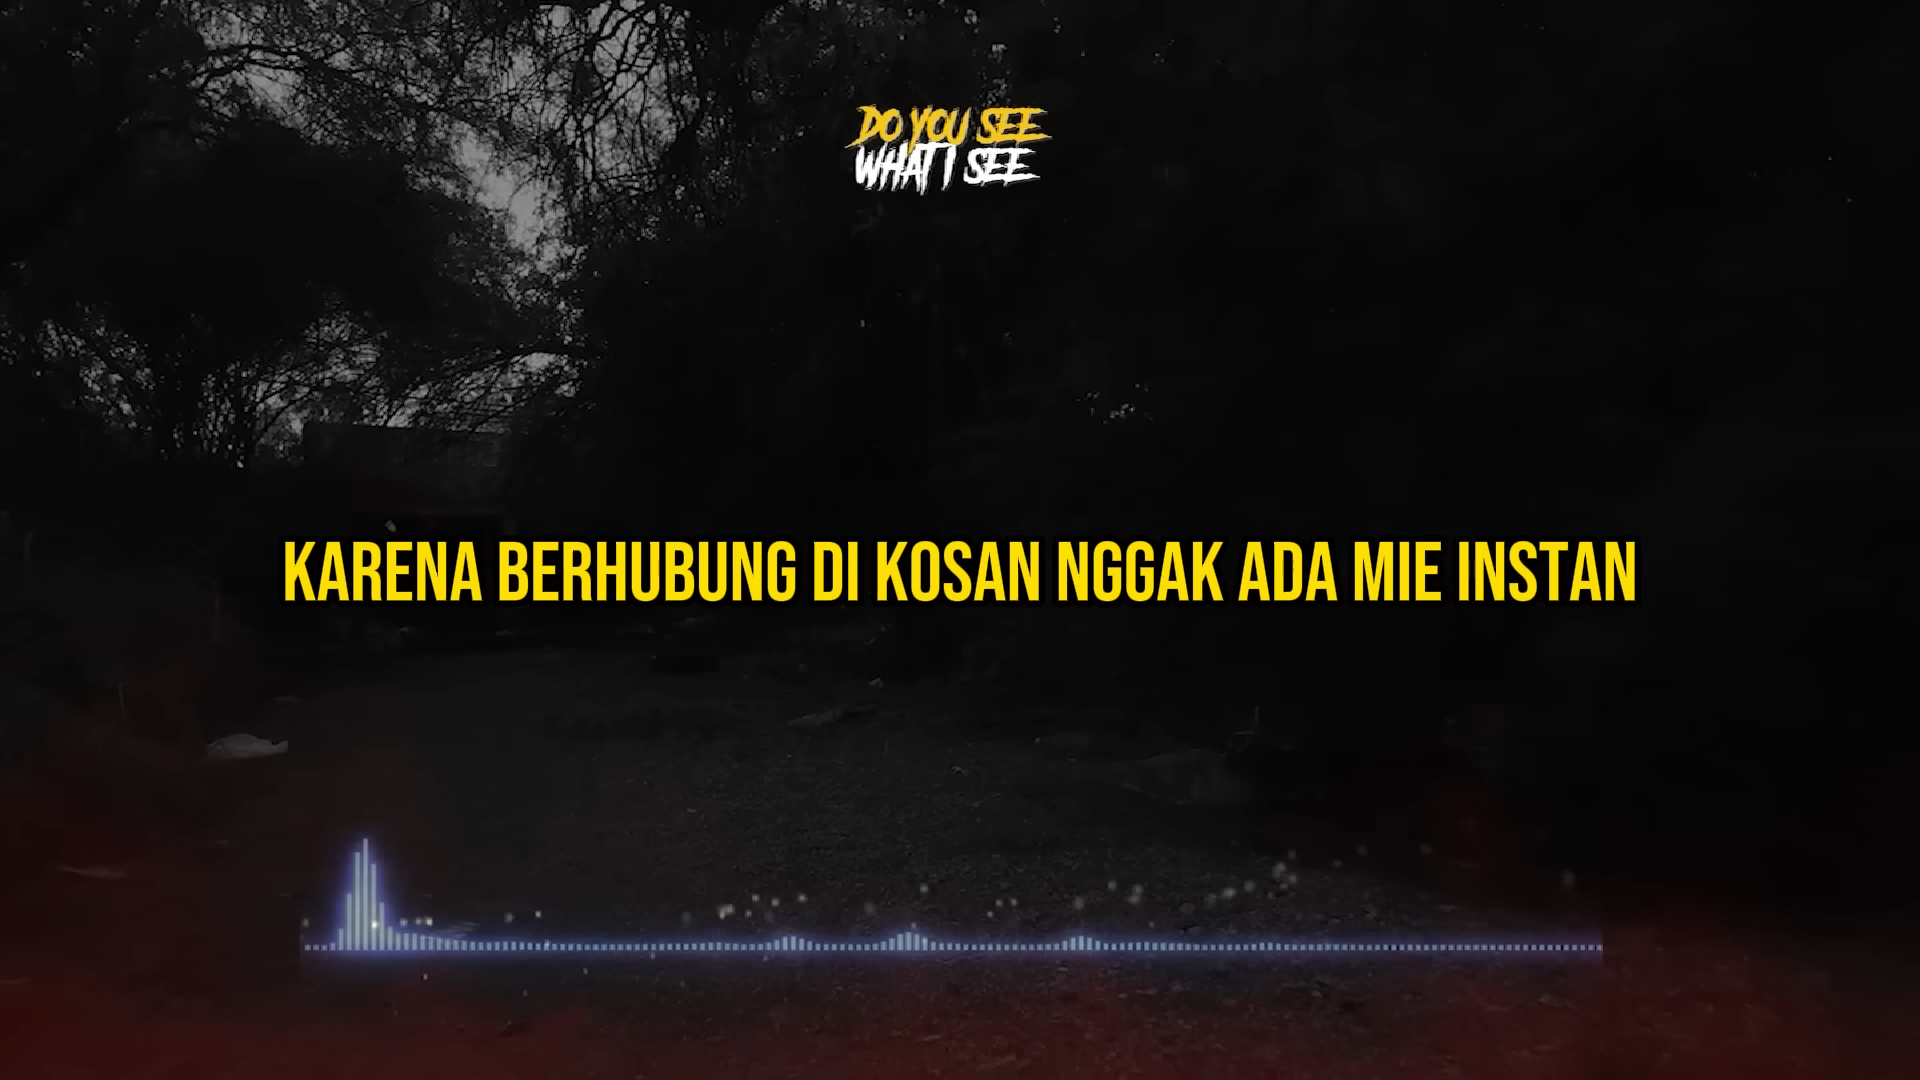 DO YOU SEE
WHAT I SEE
KARENA BERHUBUNG DI KOSAN NGGAK ADA MIE INSTAN